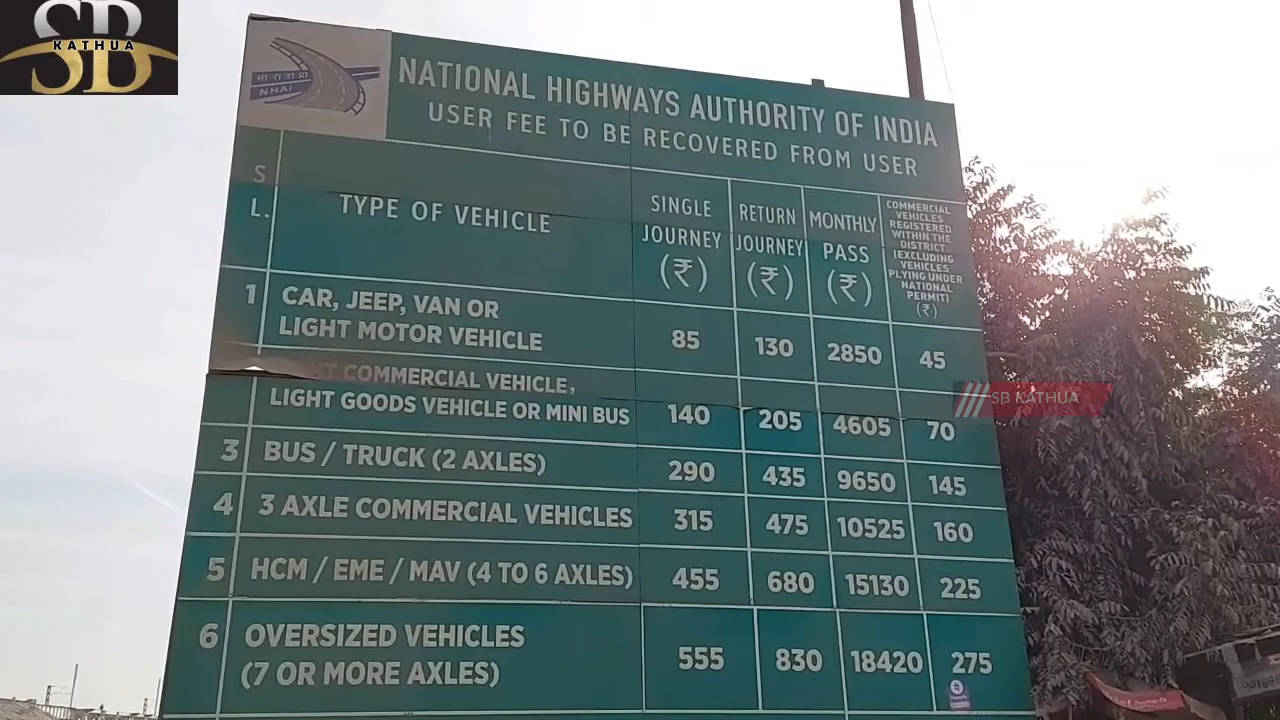 SB
KATHUA
भा रा रा प्रा
NHAI
NATIONAL HIGHWAYS AUTHORITY OF INDIA
USER FEE TO BE RECOVERED FROM USER
S
L.
TYPE OF VEHICLE
SINGLE
JOURNEY
(₹)
RETURN
JOURNEY
(₹)
MONTHLY
PASS
(₹)
COMMERCIAL
VEHICLES
REGISTERED
WITHIN THE
DISTRICT
(EXCLUDING
VEHICLES
PLYING UNDER
NATIONAL
PERMIT)
(₹)
1 CAR, JEEP, VAN OR
LIGHT MOTOR VEHICLE 85 130 2850 45
COMMERCIAL VEHICLE,
LIGHT GOODS VEHICLE OR MINI BUS 140 205 4605 70
3 BUS / TRUCK (2 AXLES) 290 435 9650 145
4 3 AXLE COMMERCIAL VEHICLES 315 475 10525 160
5 HCM / EME / MAV (4 TO 6 AXLES) 455 680 15130 225
6 OVERSIZED VEHICLES
(7 OR MORE AXLES) 555 830 18420 275
SB KATHUA